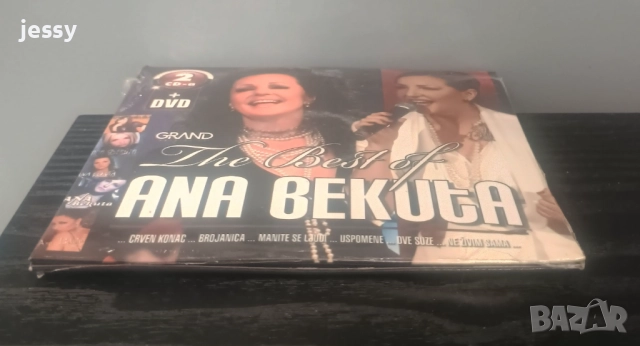 jessy
2
CD-a
+
DVD
GRAND
The Best of
ANA BEKUtA
... CRVEN KONAC ... BROJANICA ... MANITE SE LJUDI ... USPOMENE ... DVE SUZE ...
BAZAR